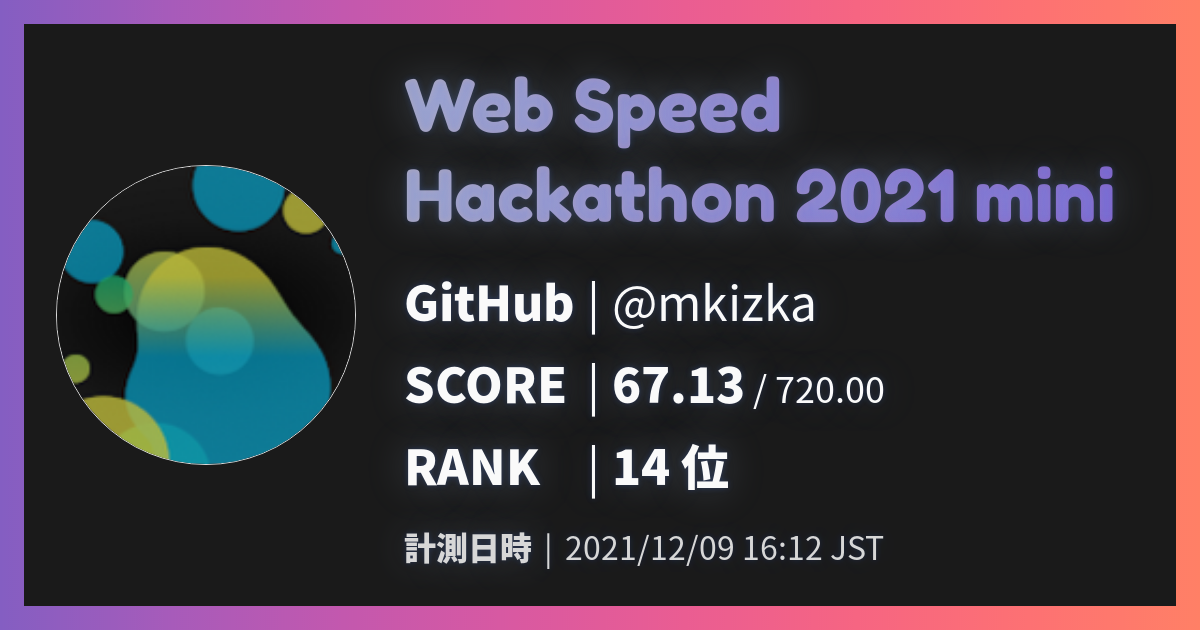 Web Speed
Hackathon 2021 mini
GitHub | @mkizka
SCORE | 67.13 / 720.00
RANK | 14 位
計測日時 | 2021/12/09 16:12 JST